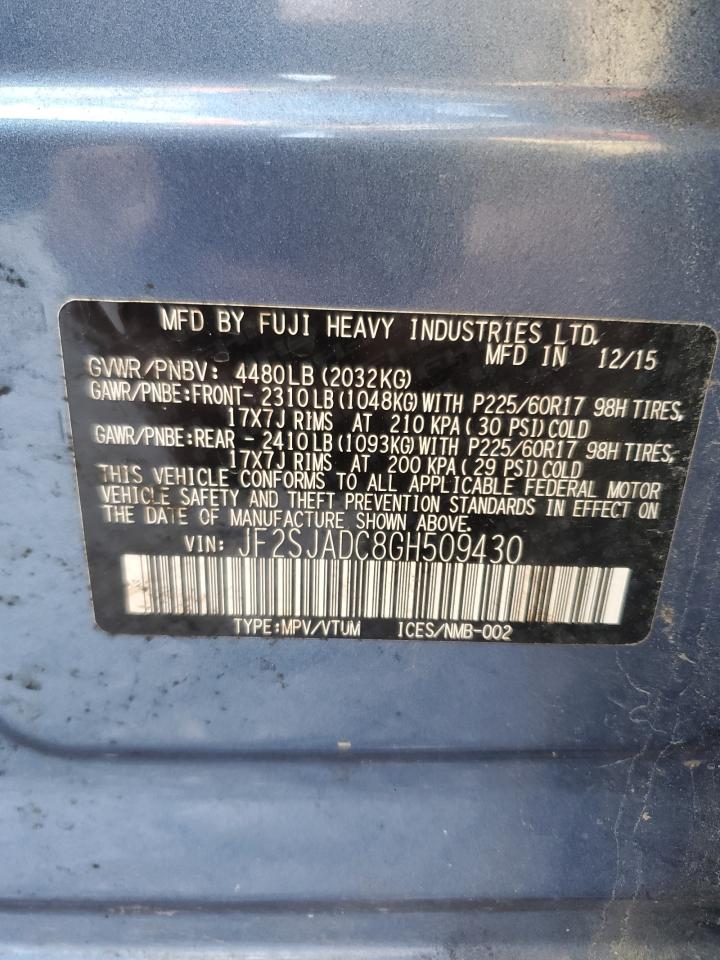 MFD BY FUJI HEAVY INDUSTRIES LTD.
MFD IN 12/15
GVWR/PNBV: 4480LB(2032KG)
GAWR/PNBE:FRONT- 2310LB(1048KG)WITH P225/60R17 98H TIRES,
17X7J RIMS AT 210 KPA(30 PSI)COLD
GAWR/PNBE:REAR - 2410LB(1093KG)WITH P225/60R17 98H TIRES,
17X7J RIMS AT 200 KPA(29 PSI)COLD
THIS VEHICLE CONFORMS TO ALL APPLICABLE FEDERAL MOTOR
VEHICLE SAFETY AND THEFT PREVENTION STANDARDS IN EFFECT ON
THE DATE OF MANUFACTURE SHOWN ABOVE.
VIN: JF2SJADC8GH509430
TYPE:MPV/VTUM ICES/NMB-002